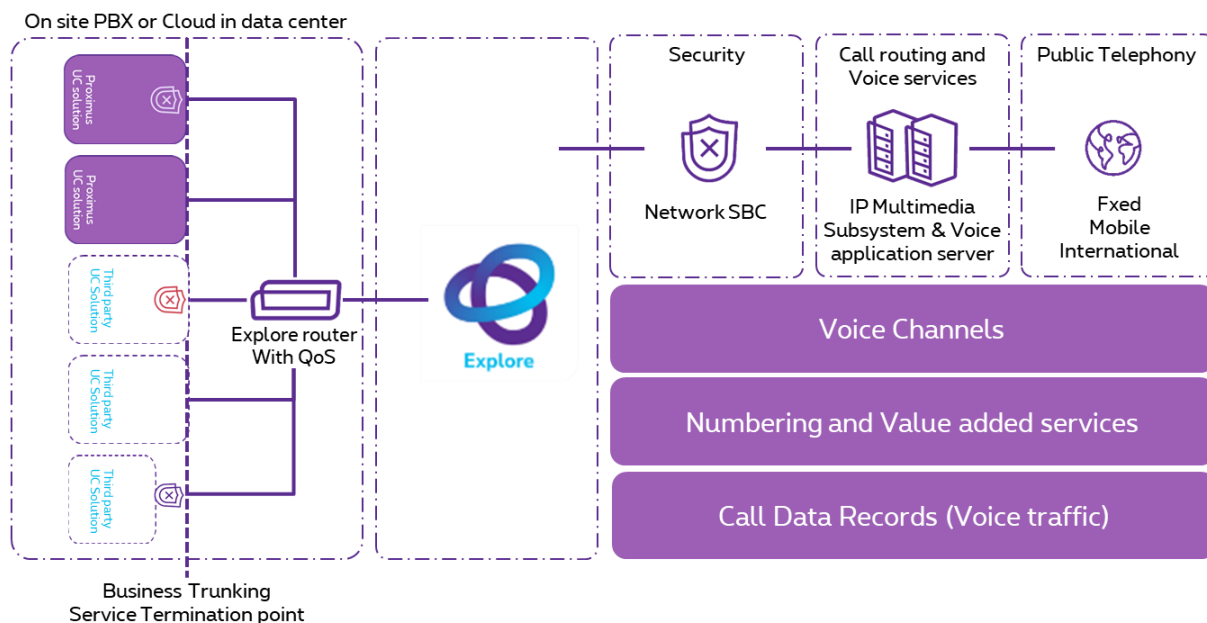 On site PBX or Cloud in data center
Proximus
UC solution
Proximus
UC solution
Third party
UC Solution
Third party
UC Solution
Third party
UC Solution
Explore router
With QoS
Business Trunking
Service Termination point
Explore
Security
Network SBC
Call routing and
Voice services
IP Multimedia
Subsystem & Voice
application server
Public Telephony
Fxed
Mobile
International
Voice Channels
Numbering and Value added services
Call Data Records (Voice traffic)